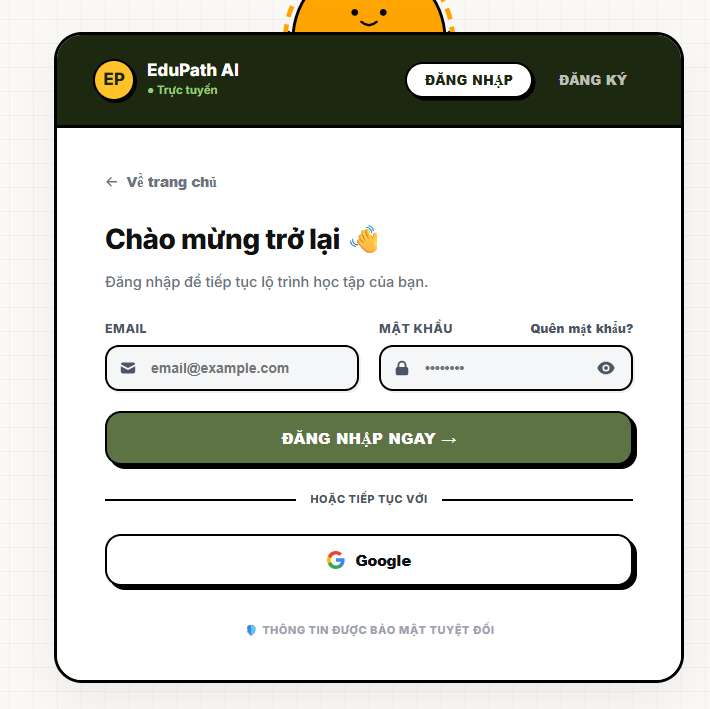 EP
EduPath AI
● Trực tuyến
ĐĂNG NHẬP
ĐĂNG KÝ
← Về trang chủ
Chào mừng trở lại 👋
Đăng nhập để tiếp tục lộ trình học tập của bạn.
EMAIL
email@example.com
MẬT KHẨU
Quên mật khẩu?
••••••••
ĐĂNG NHẬP NGAY →
HOẶC TIẾP TỤC VỚI
Google
THÔNG TIN ĐƯỢC BẢO MẬT TUYỆT ĐỐI